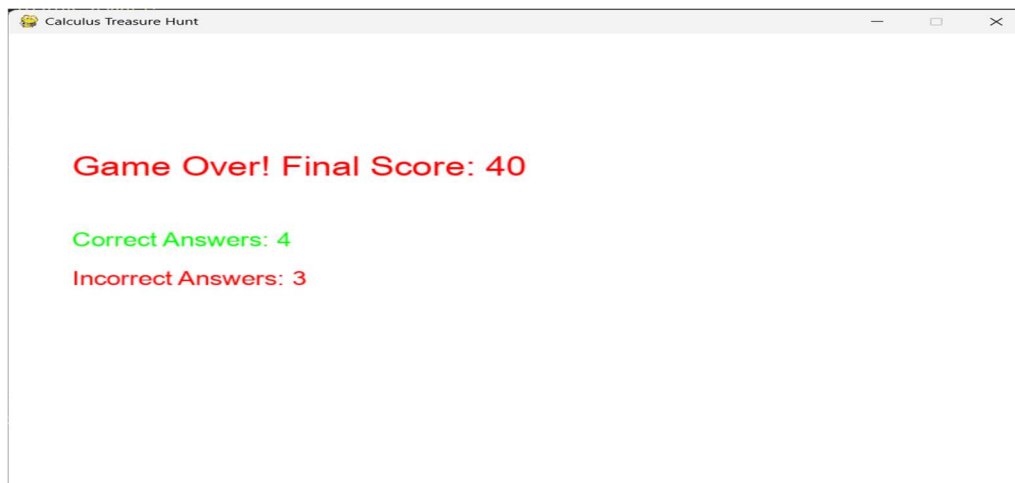 Calculus Treasure Hunt
Game Over! Final Score: 40
Correct Answers: 4
Incorrect Answers: 3